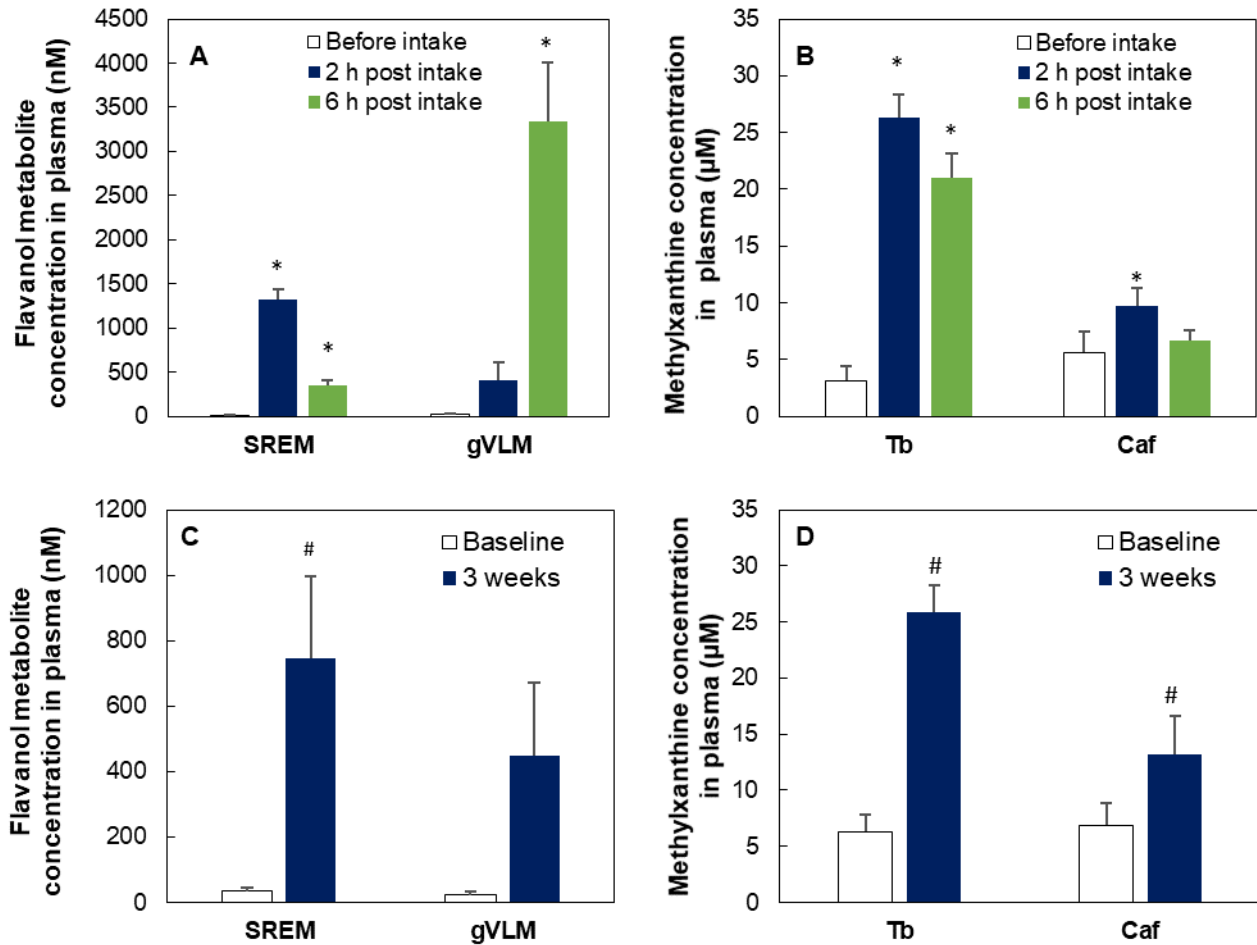 Flavanol metabolite
concentration in plasma (nM)
4500
4000
3500
3000
2500
2000
1500
1000
500
0
A
Before intake
2 h post intake
6 h post intake
*
*
*
SREM
gVLM
Methylxanthine concentration
in plasma (µM)
35
30
25
20
15
10
5
0
B
Before intake
2 h post intake
6 h post intake
*
*
*
Tb
Caf
Flavanol metabolite
concentration in plasma (nM)
1200
1000
800
600
400
200
0
C
Baseline
3 weeks
#
SREM
gVLM
Methylxanthine concentration
in plasma (µM)
35
30
25
20
15
10
5
0
D
Baseline
3 weeks
#
#
Tb
Caf